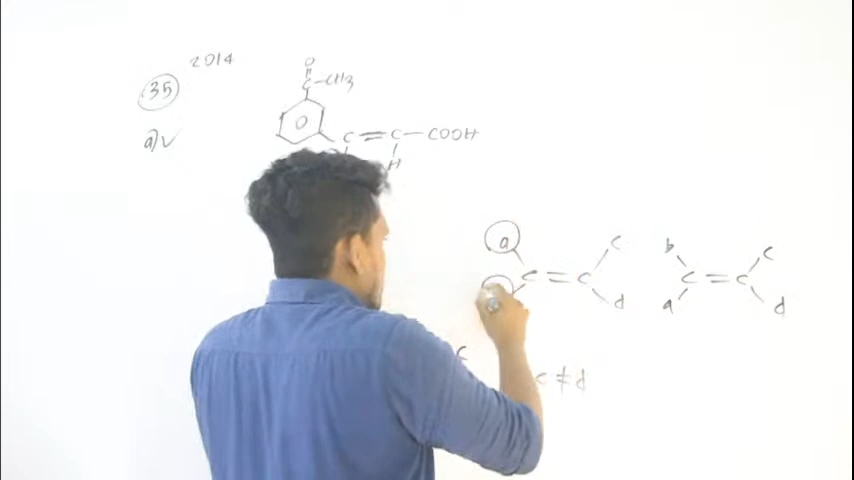 2014
35
a) ✓
O
C-CH3
O
C=C-COOH
H
a
C=C
c
d
b
a
C=C
c
d
c ≠ d